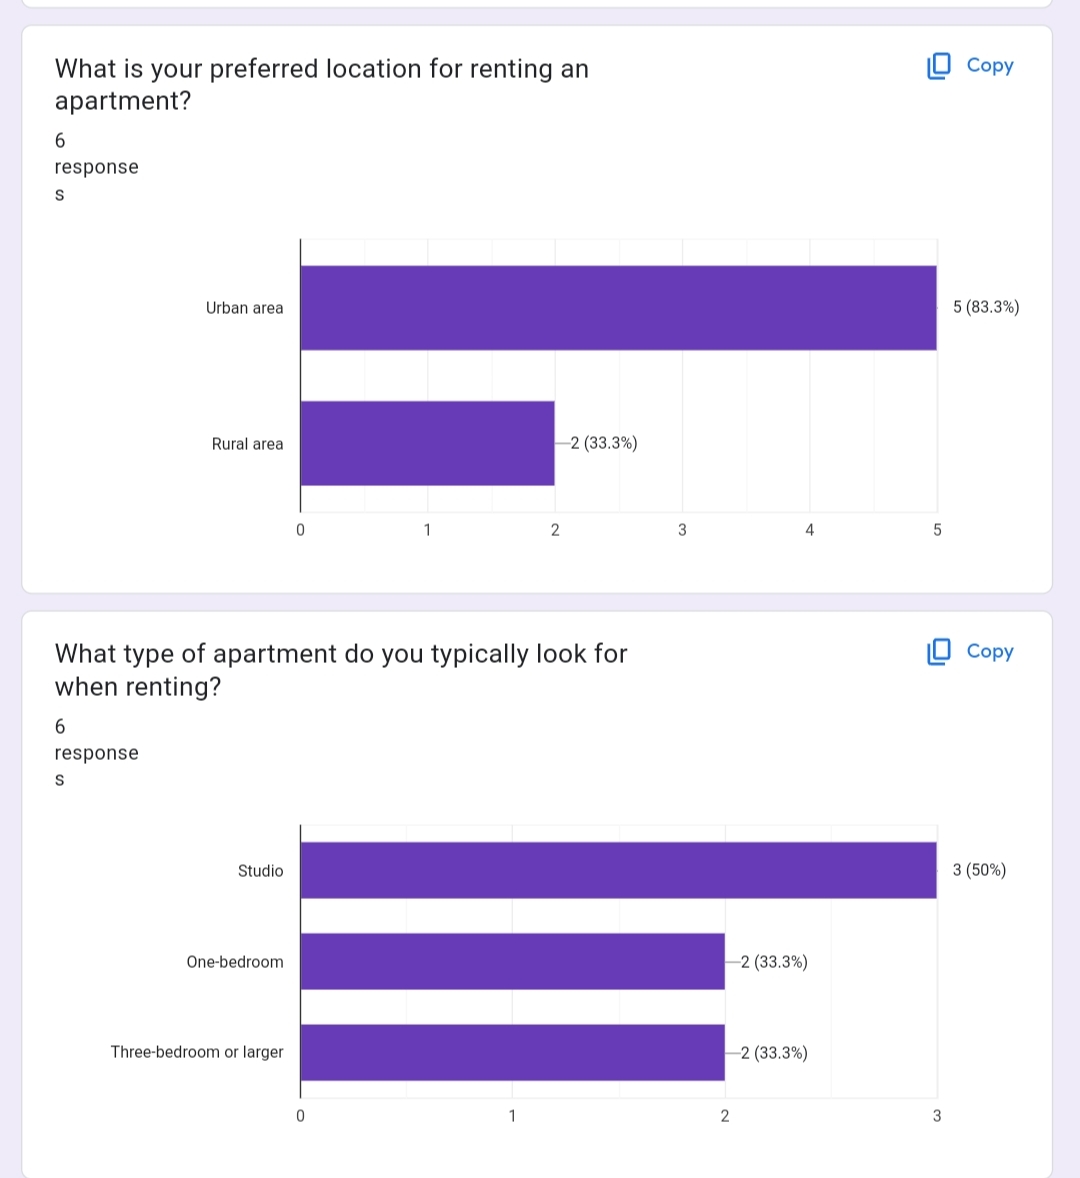 What is your preferred location for renting an
apartment?
Copy
6
response
s
Urban area
5 (83.3%)
Rural area
2 (33.3%)
0 1 2 3 4 5
What type of apartment do you typically look for
when renting?
Copy
6
response
s
Studio
3 (50%)
One-bedroom
2 (33.3%)
Three-bedroom or larger
2 (33.3%)
0 1 2 3